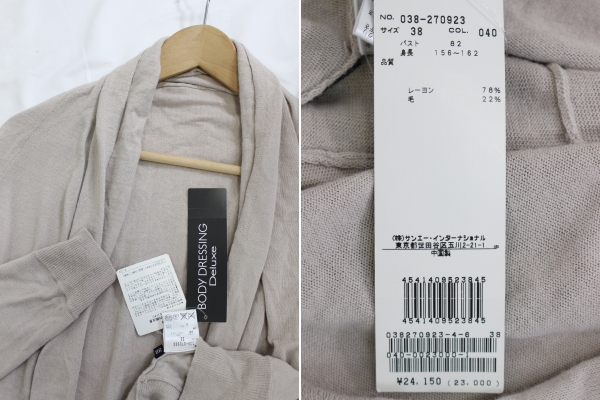 BODY DRESSING
Deluxe
NO. 038-270923
サイズ 38 COL. 040
バスト 82
身長 156~162
品質
レーヨン 78%
毛 22%
(株)サンエー・インターナショナル
東京都世田谷区玉川2-21-1
中国製
4541409523845
4541409523845
038270923-4-6 38
¥24,150 (23,000)